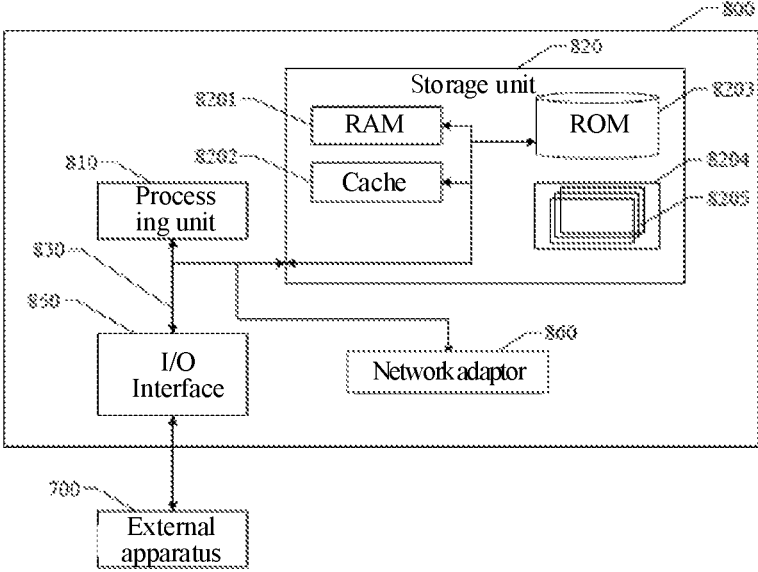 800
820
Storage unit
8201
RAM
ROM
8203
8202
Cache
8204
8205
810
Process
ing unit
830
850
I/O
Interface
860
Network adaptor
700
External
apparatus